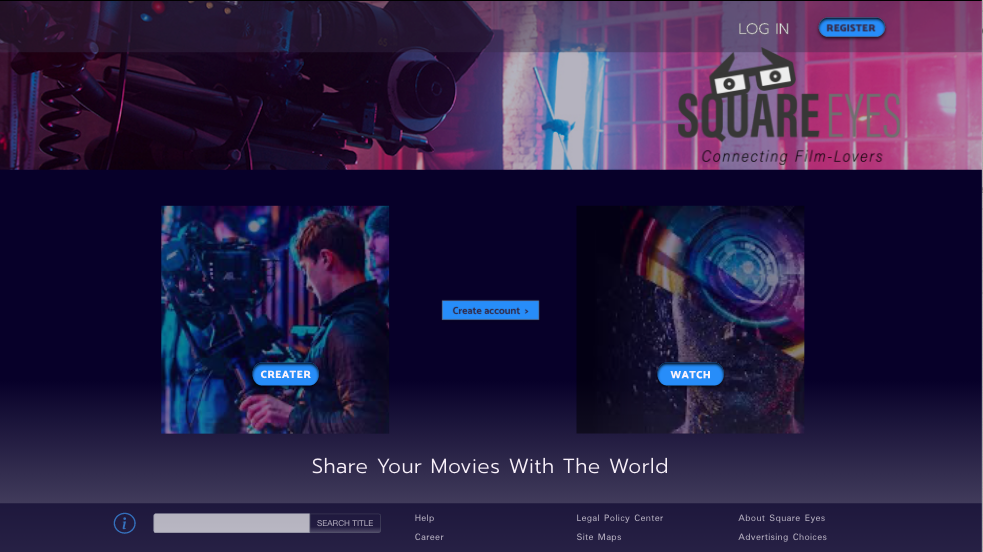 LOG IN
REGISTER
SQUARE EYES
Connecting Film-Lovers
Create account >
CREATER
WATCH
Share Your Movies With The World
i
SEARCH TITLE
Help
Legal Policy Center
About Square Eyes
Career
Site Maps
Advertising Choices